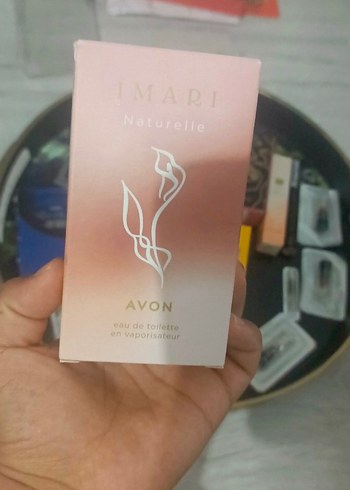 IMARI
Naturelle
AVON
eau de toilette
en vaporisateur